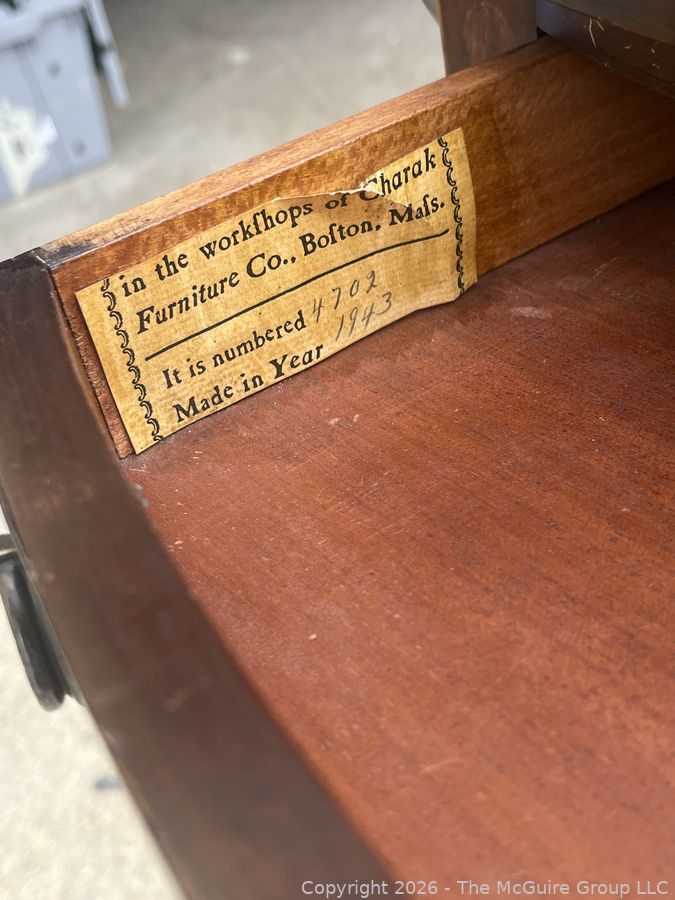 in the workſhops of Charak
Furniture Co., Boſton, Maſs.
It is numbered 4702
Made in Year 1943
Copyright 2026 - The McGuire Group LLC